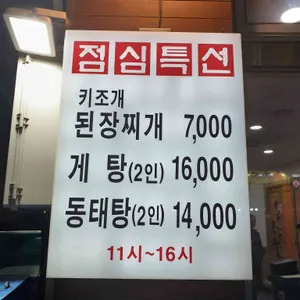 점심특선
키조개
된장찌개 7,000
게 탕(2인) 16,000
동태탕(2인) 14,000
11시~16시